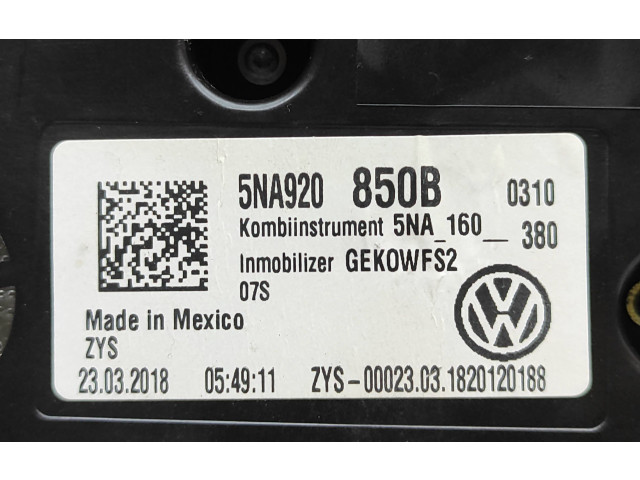 5NA920 850B 0310
Kombiinstrument 5NA_160__ 380
Inmobilizer GEKOWFS2
07S
Made in Mexico
ZYS
23.03.2018 05:49:11 ZYS-00023.03.1820120188